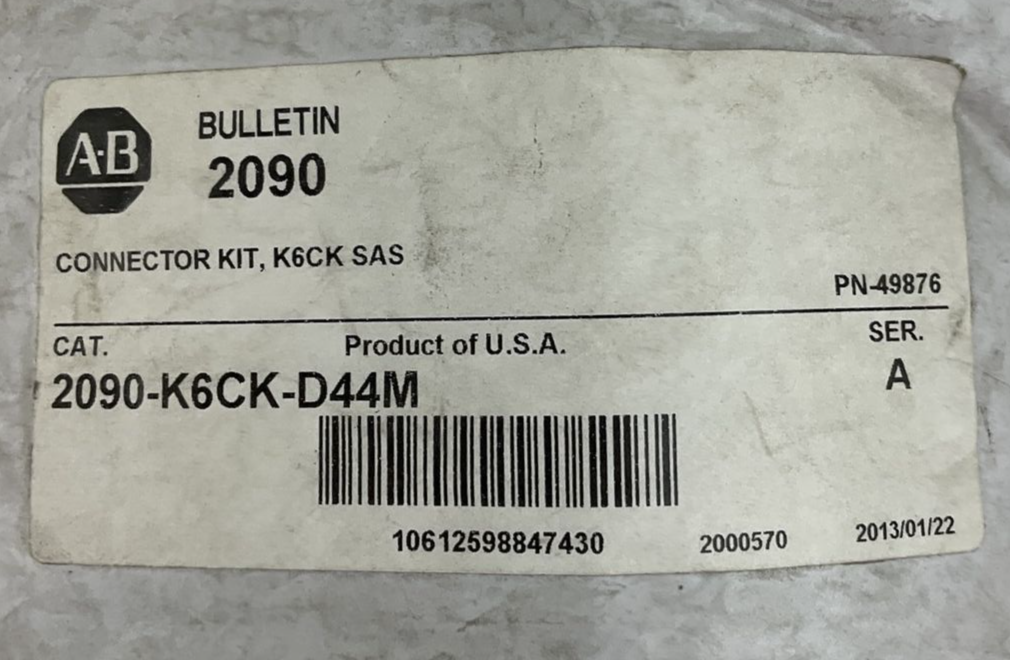 A-B
BULLETIN
2090
CONNECTOR KIT, K6CK SAS
PN-49876
CAT.
Product of U.S.A.
SER.
2090-K6CK-D44M
A
10612598847430
2000570
2013/01/22